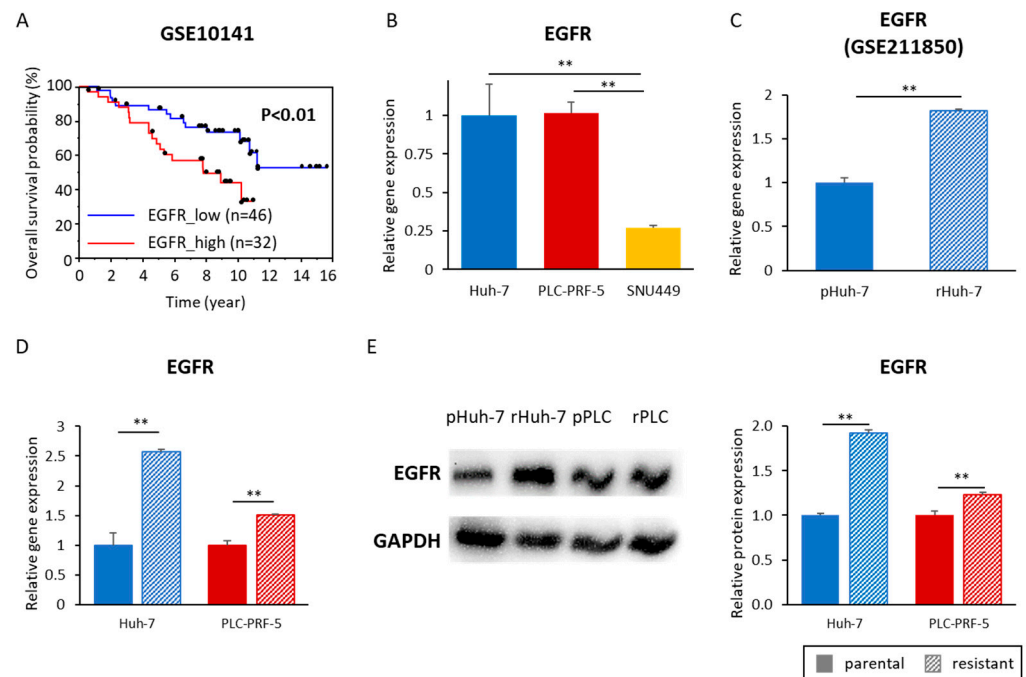 A
GSE10141
Overall survival probability (%)
100
80
60
40
20
0
P<0.01
EGFR_low (n=46)
EGFR_high (n=32)
0 2 4 6 8 10 12 14 16
Time (year)
B
EGFR
Relative gene expression
1
0.75
0.5
0.25
0
**
**
Huh-7 PLC-PRF-5 SNU449
C
EGFR
(GSE211850)
Relative gene expression
2
1.5
1
0.5
0
**
pHuh-7 rHuh-7
D
EGFR
Relative gene expression
3
2.5
2
1.5
1
0.5
0
**
**
Huh-7 PLC-PRF-5
E
pHuh-7 rHuh-7 pPLC rPLC
EGFR
GAPDH
EGFR
Relative protein expression
2.0
1.5
1.0
0.5
0.0
**
**
Huh-7 PLC-PRF-5
parental resistant